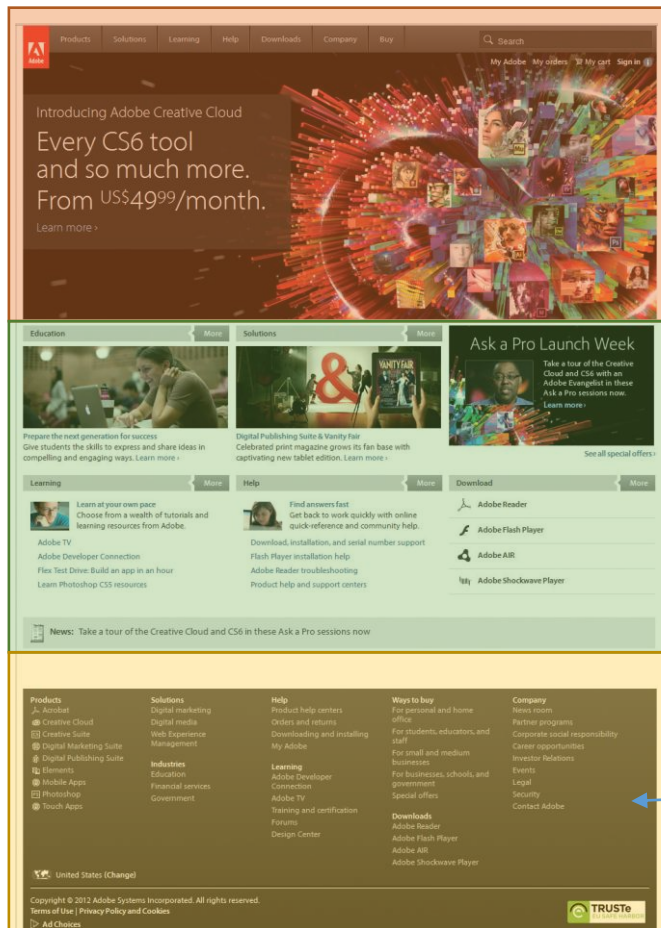 Adobe
Products Solutions Learning Help Downloads Company Buy
Search
My Adobe My orders My cart Sign in
Introducing Adobe Creative Cloud
Every CS6 tool
and so much more.
From US$49⁹⁹/month.
Learn more ›
Education More
Prepare the next generation for success
Give students the skills to express and share ideas in
compelling and engaging ways. Learn more ›
Solutions More
VANITY FAIR
Digital Publishing Suite & Vanity Fair
Celebrated print magazine grows its fan base with
captivating new tablet edition. Learn more ›
Ask a Pro Launch Week
Take a tour of the Creative
Cloud and CS6 with an
Adobe Evangelist in these
Ask a Pro sessions now.
Learn more ›
See all special offers ›
Learning More
Learn at your own pace
Choose from a wealth of tutorials and
learning resources from Adobe.
Adobe TV
Adobe Developer Connection
Flex Test Drive: Build an app in an hour
Learn Photoshop CS5 resources
Help More
Find answers fast
Get back to work quickly with online
quick-reference and community help.
Download, installation, and serial number support
Flash Player installation help
Adobe Reader troubleshooting
Product help and support centers
Download More
Adobe Reader
Adobe Flash Player
Adobe AIR
Adobe Shockwave Player
News: Take a tour of the Creative Cloud and CS6 in these Ask a Pro sessions now
Products
Acrobat
Creative Cloud
Creative Suite
Digital Marketing Suite
Digital Publishing Suite
Elements
Mobile Apps
Photoshop
Touch Apps
Solutions
Digital marketing
Digital media
Web Experience
Management
Industries
Education
Financial services
Government
Help
Product help centers
Orders and returns
Downloading and installing
My Adobe
Learning
Adobe Developer
Connection
Adobe TV
Training and certification
Forums
Design Center
Ways to buy
For personal and home
office
For students, educators, and
staff
For small and medium
businesses
For businesses, schools, and
government
Special offers
Downloads
Adobe Reader
Adobe Flash Player
Adobe AIR
Adobe Shockwave Player
Company
News room
Partner programs
Corporate social responsibility
Career opportunities
Investor Relations
Events
Legal
Security
Contact Adobe
United States (Change)
Copyright © 2012 Adobe Systems Incorporated. All rights reserved.
Terms of Use | Privacy Policy and Cookies
Ad Choices
TRUSTe
EU SAFE HARBOR